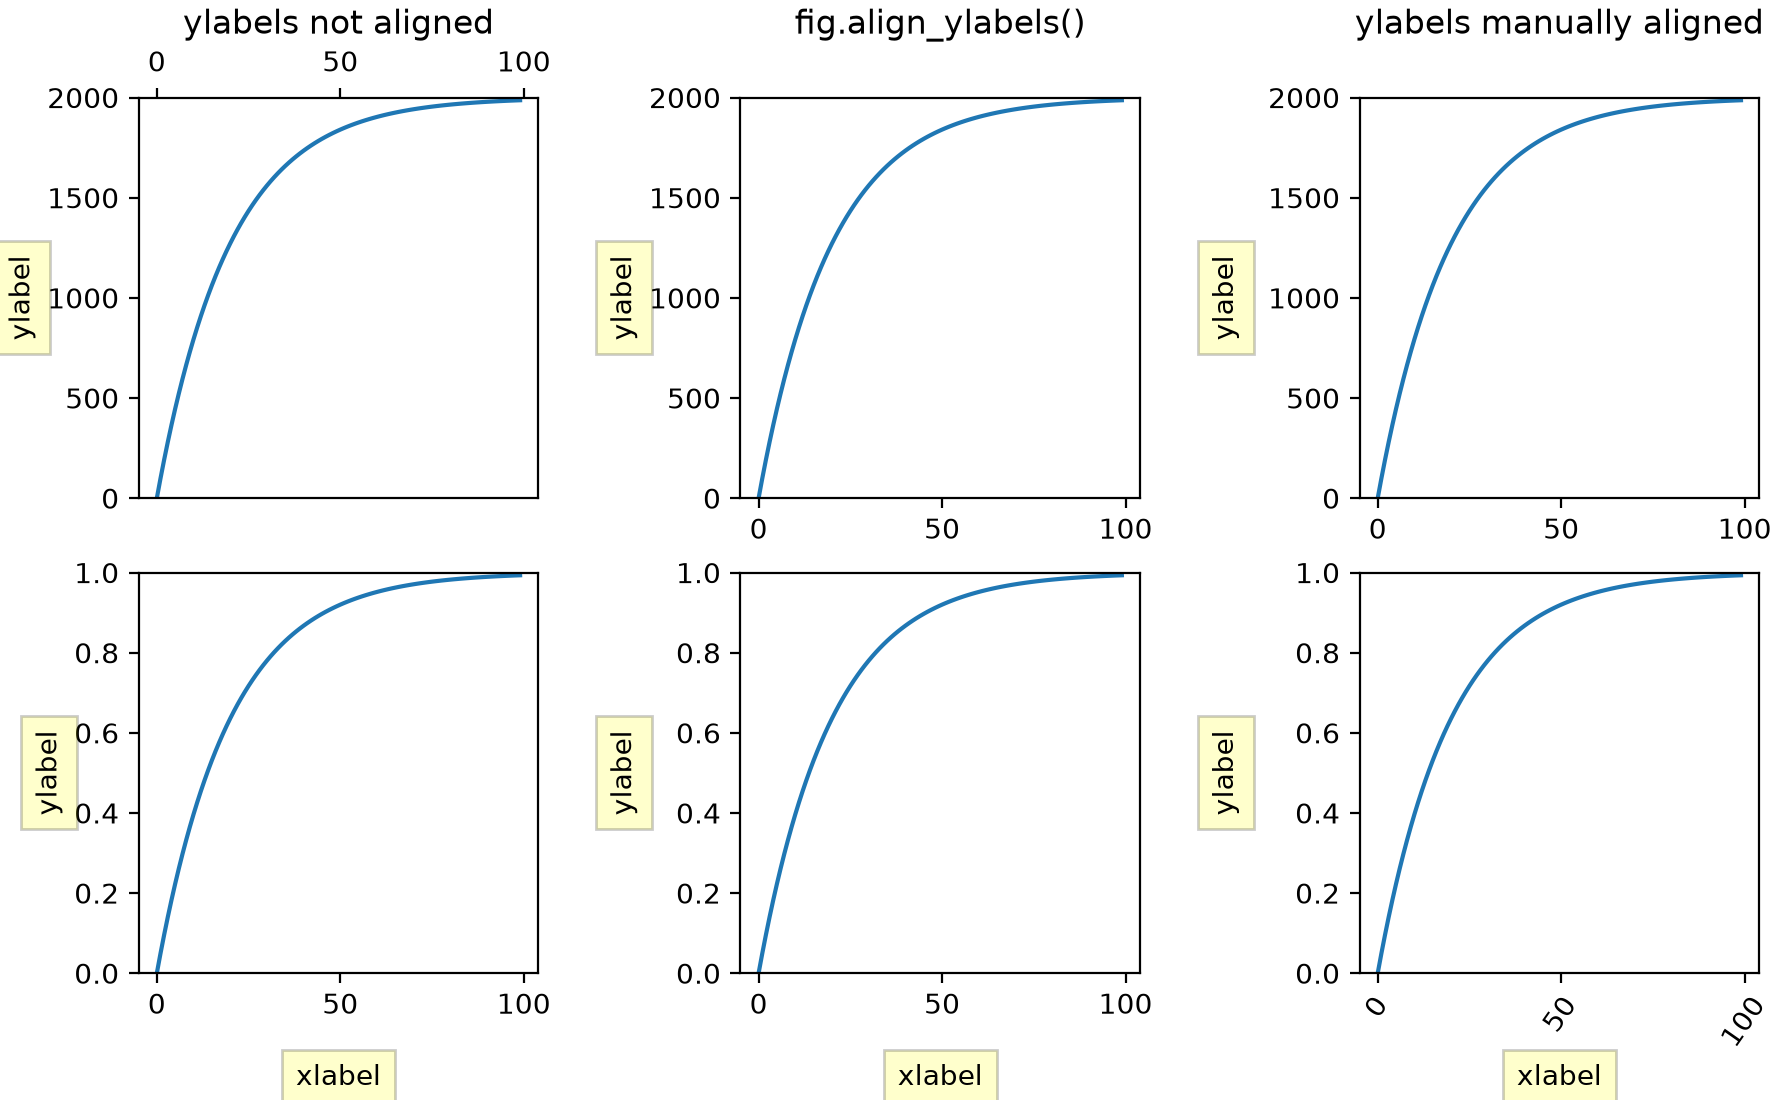 ylabels not aligned fig.align_ylabels() ylabels manually aligned
0 50 100
2000 2000 2000
1500 1500 1500
ylabel ylabel ylabel
1000 1000 1000
500 500 500
0 0 0
0 50 100 0 50 100
1.0 1.0 1.0
0.8 0.8 0.8
0.6 0.6 0.6
ylabel ylabel ylabel
0.4 0.4 0.4
0.2 0.2 0.2
0.0 0.0 0.0
0 50 100 0 50 100 0 50 100
xlabel xlabel xlabel